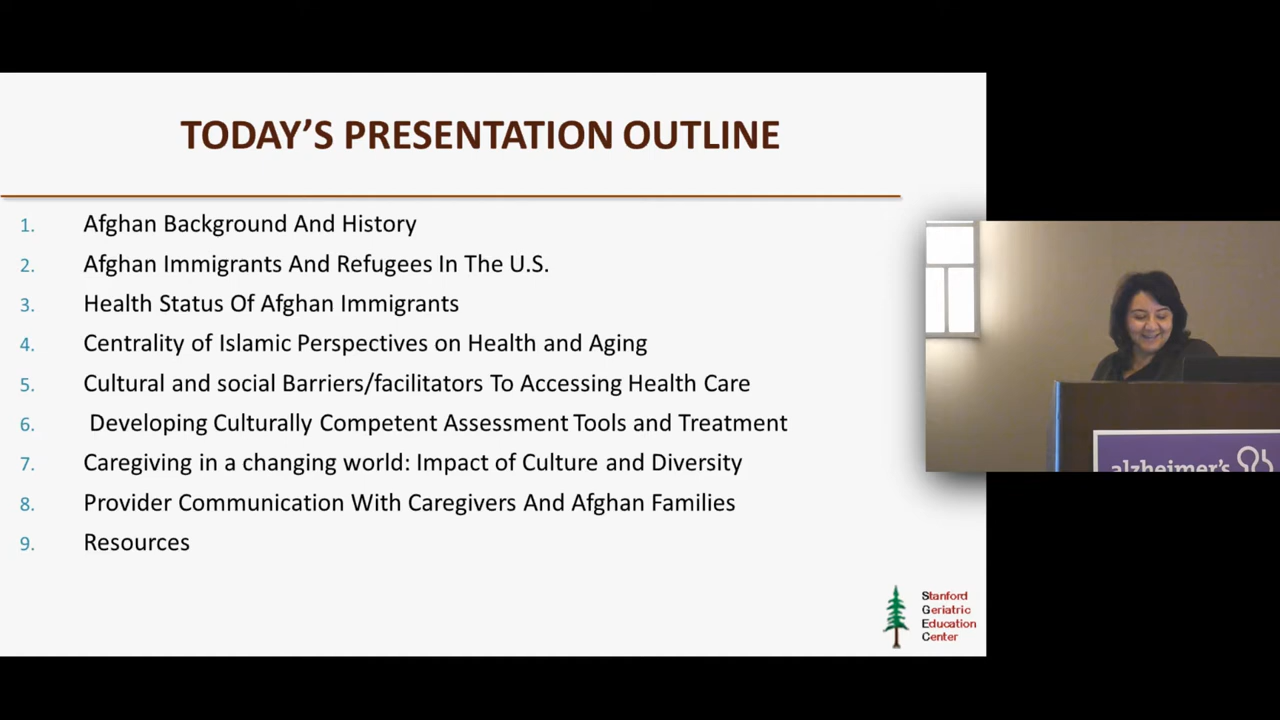 TODAY'S PRESENTATION OUTLINE
1. Afghan Background And History
2. Afghan Immigrants And Refugees In The U.S.
3. Health Status Of Afghan Immigrants
4. Centrality of Islamic Perspectives on Health and Aging
5. Cultural and social Barriers/facilitators To Accessing Health Care
6. Developing Culturally Competent Assessment Tools and Treatment
7. Caregiving in a changing world: Impact of Culture and Diversity
8. Provider Communication With Caregivers And Afghan Families
9. Resources
Stanford
Geriatric
Education
Center
alzheimer's